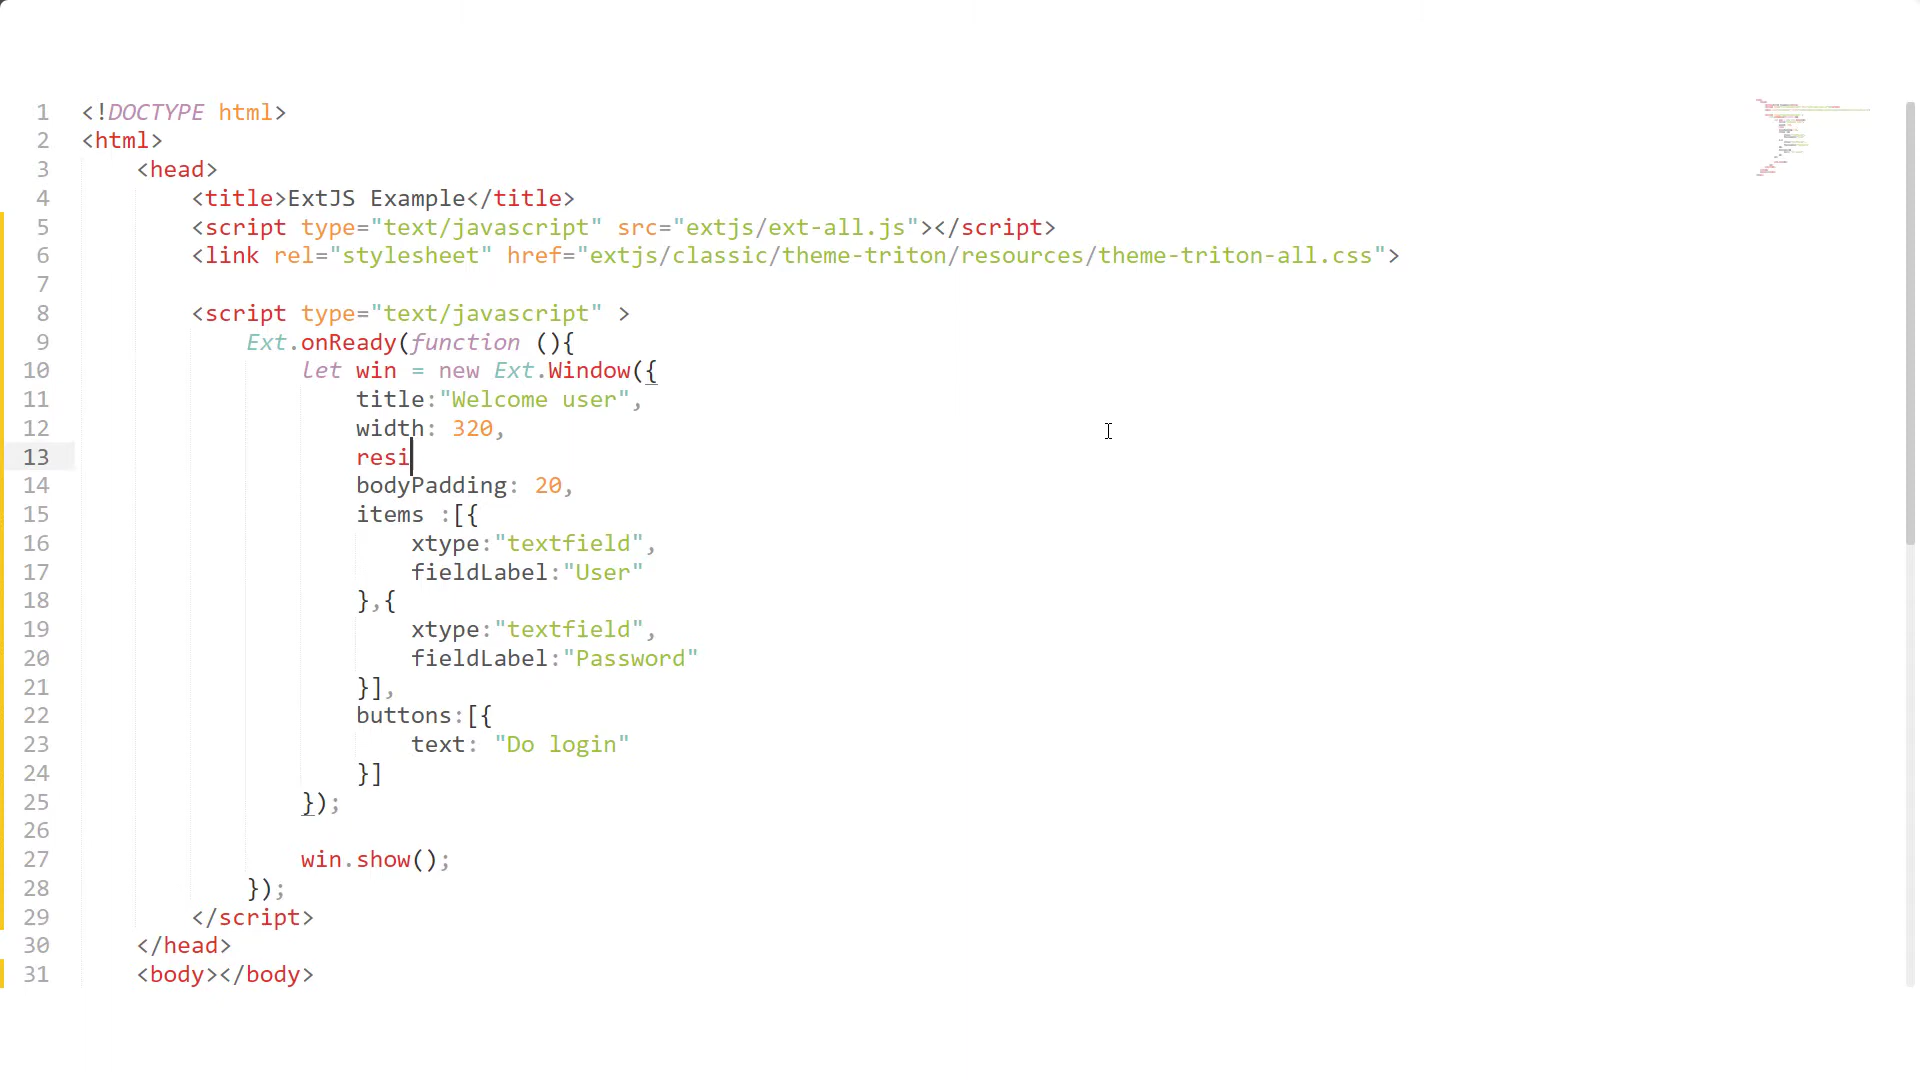 1 <!DOCTYPE html>
2 <html>
3 <head>
4 <title>ExtJS Example</title>
5 <script type="text/javascript" src="extjs/ext-all.js"></script>
6 <link rel="stylesheet" href="extjs/classic/theme-triton/resources/theme-triton-all.css">
7
8 <script type="text/javascript" >
9 Ext.onReady(function (){
10 let win = new Ext.Window({
11 title:"Welcome user",
12 width: 320,
13 resi
14 bodyPadding: 20,
15 items :[{
16 xtype:"textfield",
17 fieldLabel:"User"
18 },{
19 xtype:"textfield",
20 fieldLabel:"Password"
21 }],
22 buttons:[{
23 text: "Do login"
24 }]
25 });
26
27 win.show();
28 });
29 </script>
30 </head>
31 <body></body>